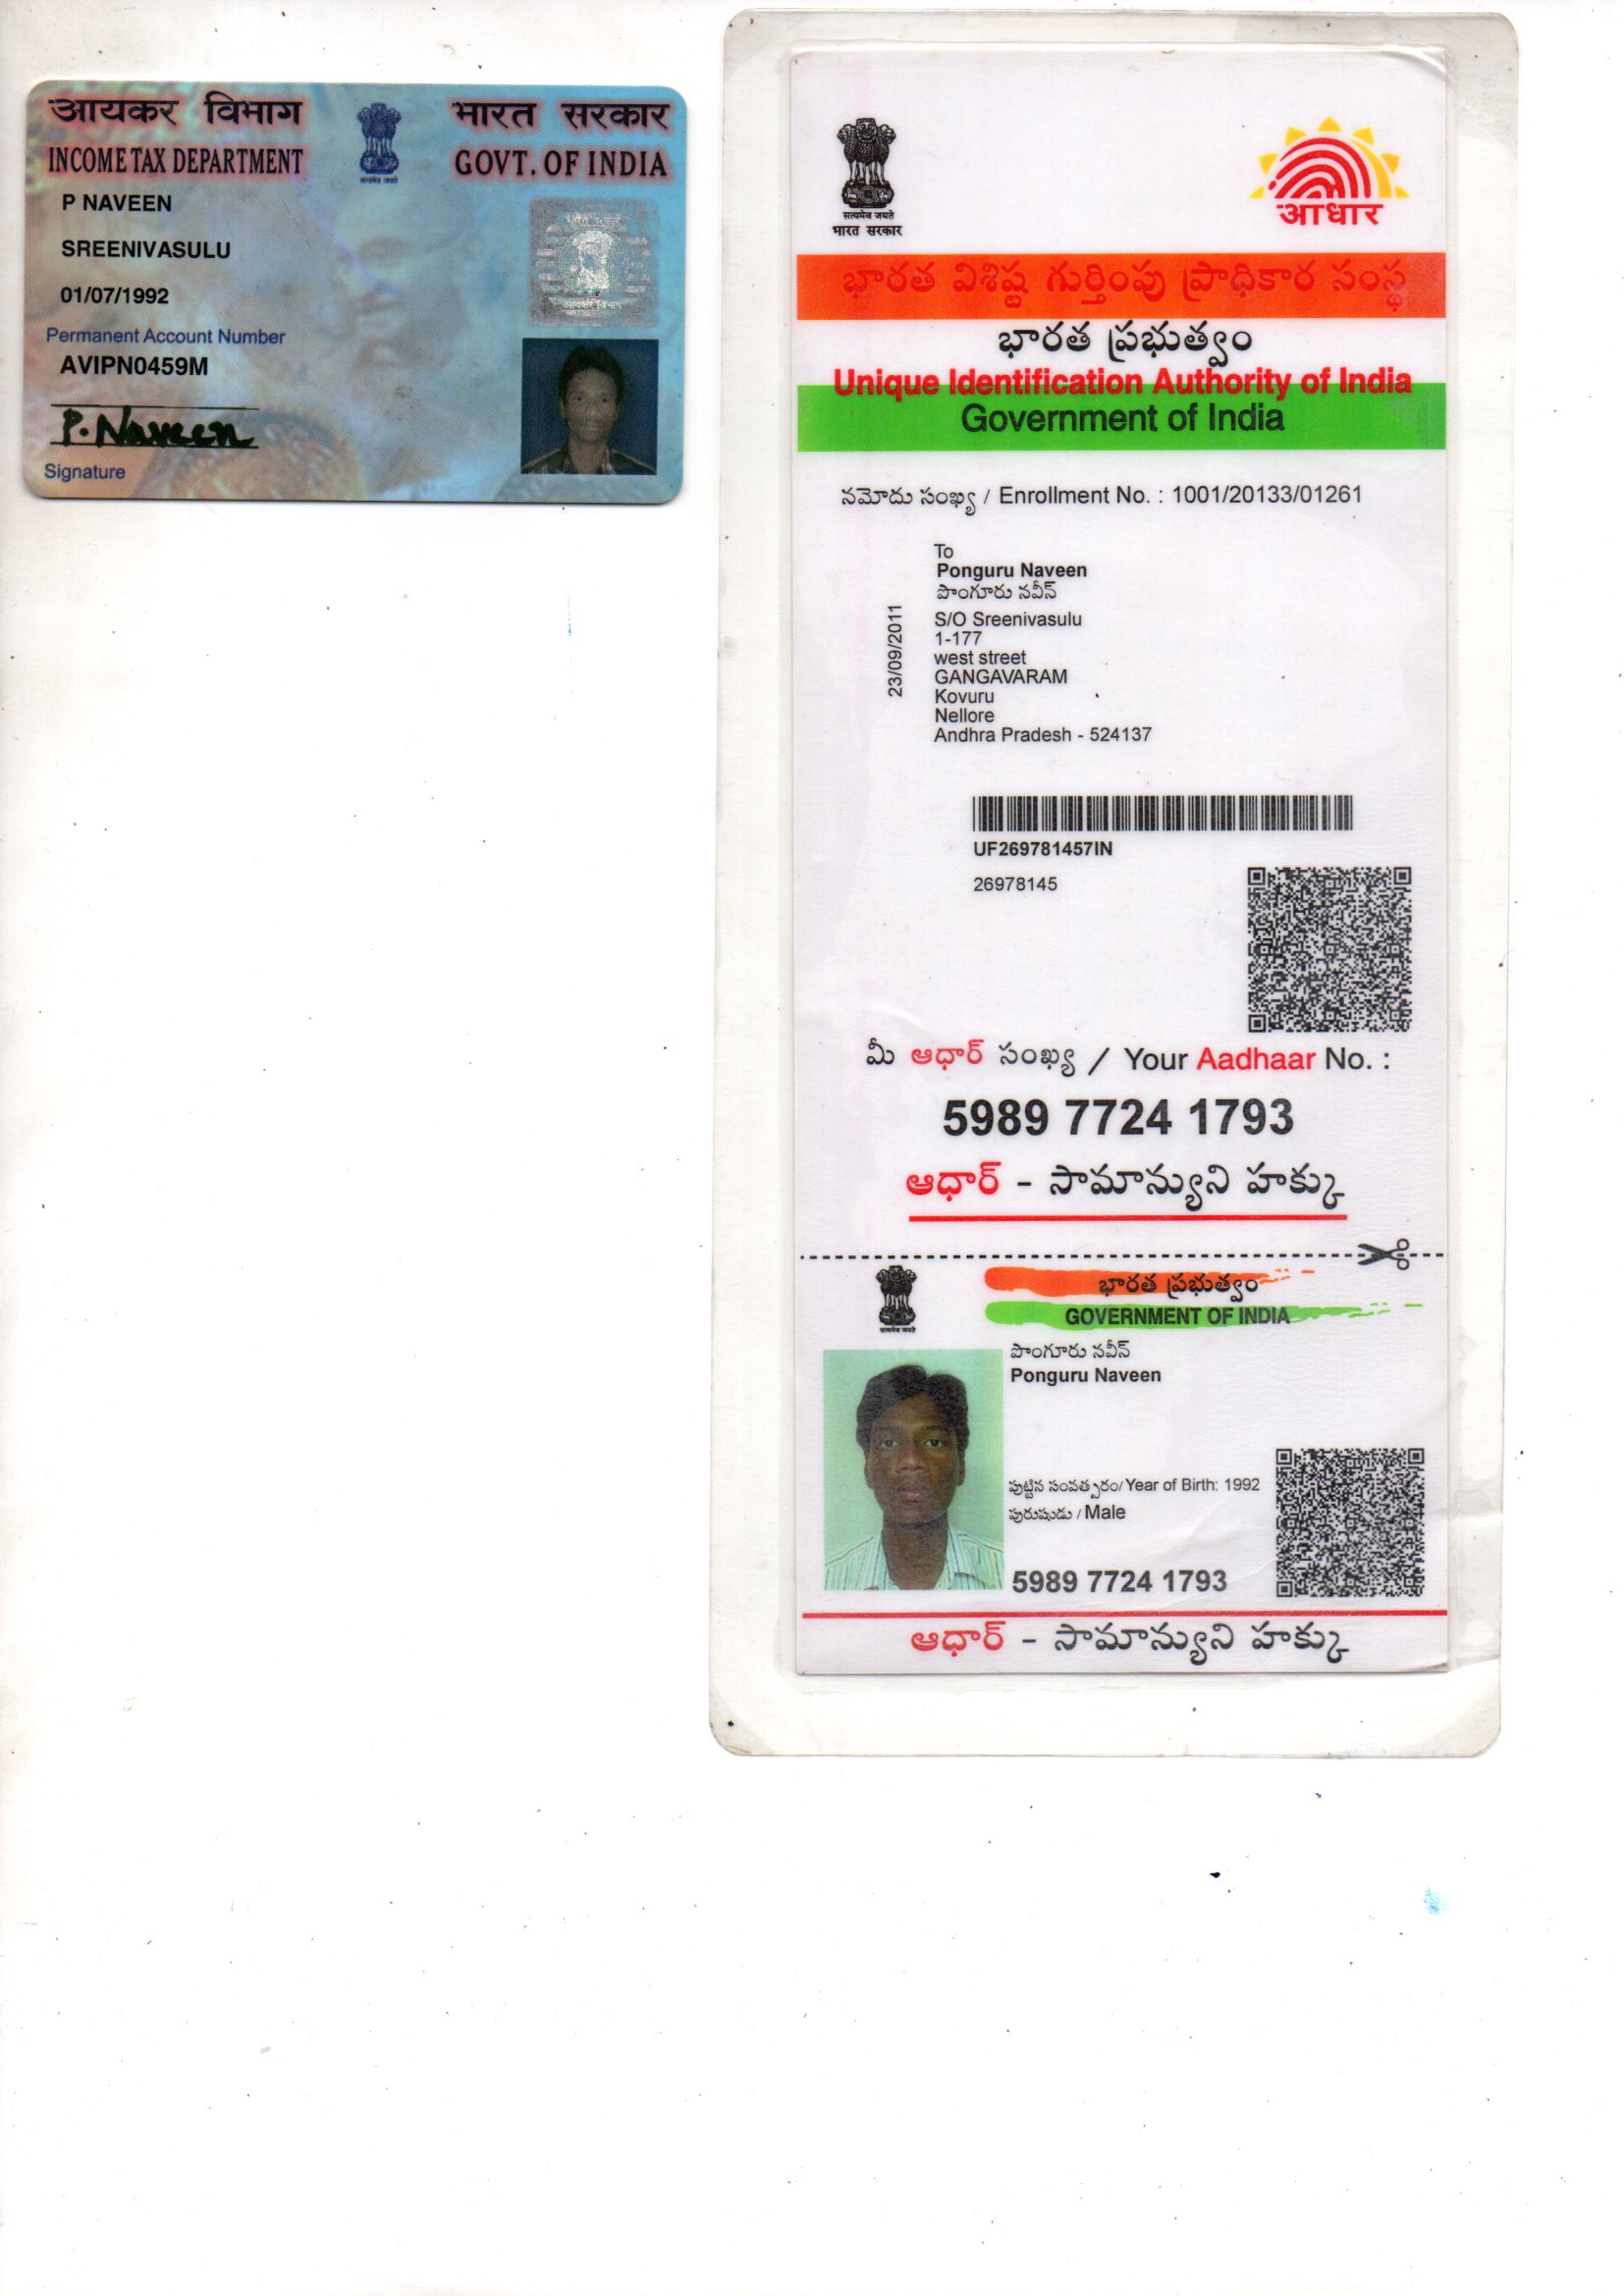 आयकर विभाग
INCOME TAX DEPARTMENT
भारत सरकार
GOVT. OF INDIA
P NAVEEN
SREENIVASULU
01/07/1992
Permanent Account Number
AVIPN0459M
P. Naveen
Signature
सत्यमेव जयते
भारत सरकार
आधार
భారత విశిష్ట గుర్తింపు ప్రాధికార సంస్థ
భారత ప్రభుత్వం
Unique Identification Authority of India
Government of India
నమోదు సంఖ్య / Enrollment No. : 1001/20133/01261
To
Ponguru Naveen
పొంగూరు నవీన్
S/O Sreenivasulu
1-177
west street
GANGAVARAM
Kovuru
Nellore
Andhra Pradesh - 524137
23/09/2011
UF269781457IN
26978145
మీ ఆధార్ సంఖ్య / Your Aadhaar No. :
5989 7724 1793
ఆధార్ - సామాన్యుని హక్కు
భారత ప్రభుత్వం
GOVERNMENT OF INDIA
सत्यमेव जयते
పొంగూరు నవీన్
Ponguru Naveen
పుట్టిన సంవత్సరం/ Year of Birth: 1992
పురుషుడు / Male
5989 7724 1793
ఆధార్ - సామాన్యుని హక్కు